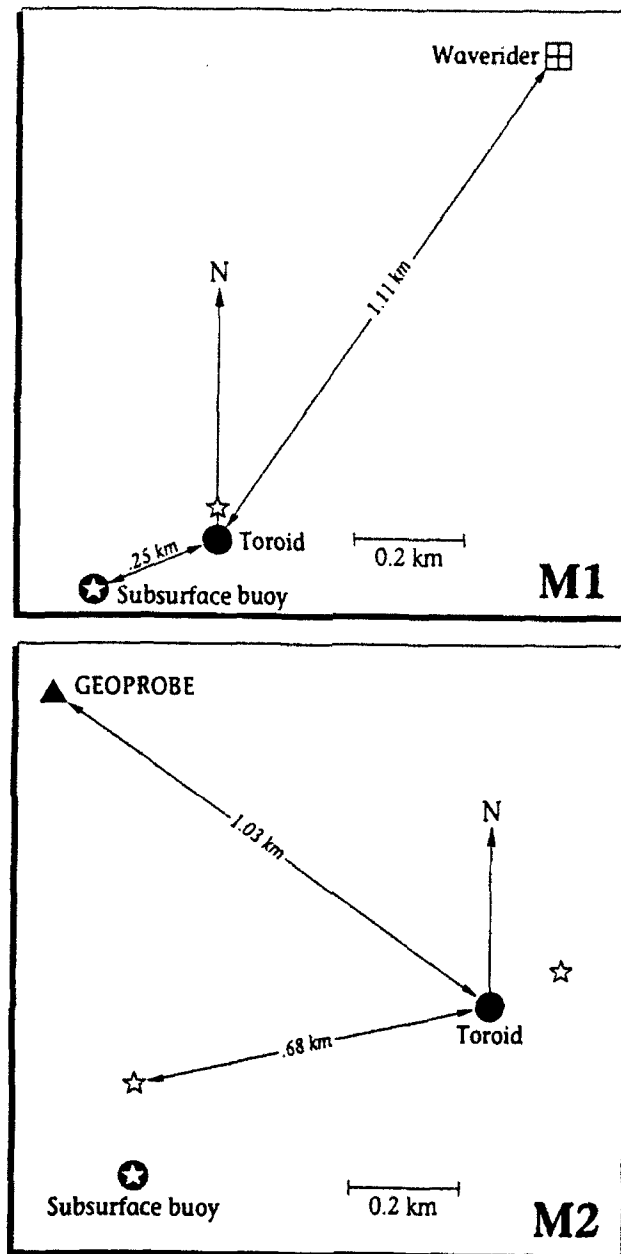 Waverider
N
1.11 km
Toroid
.25 km
0.2 km
Subsurface buoy
M1
GEOPROBE
N
1.03 km
Toroid
.68 km
Subsurface buoy
0.2 km
M2